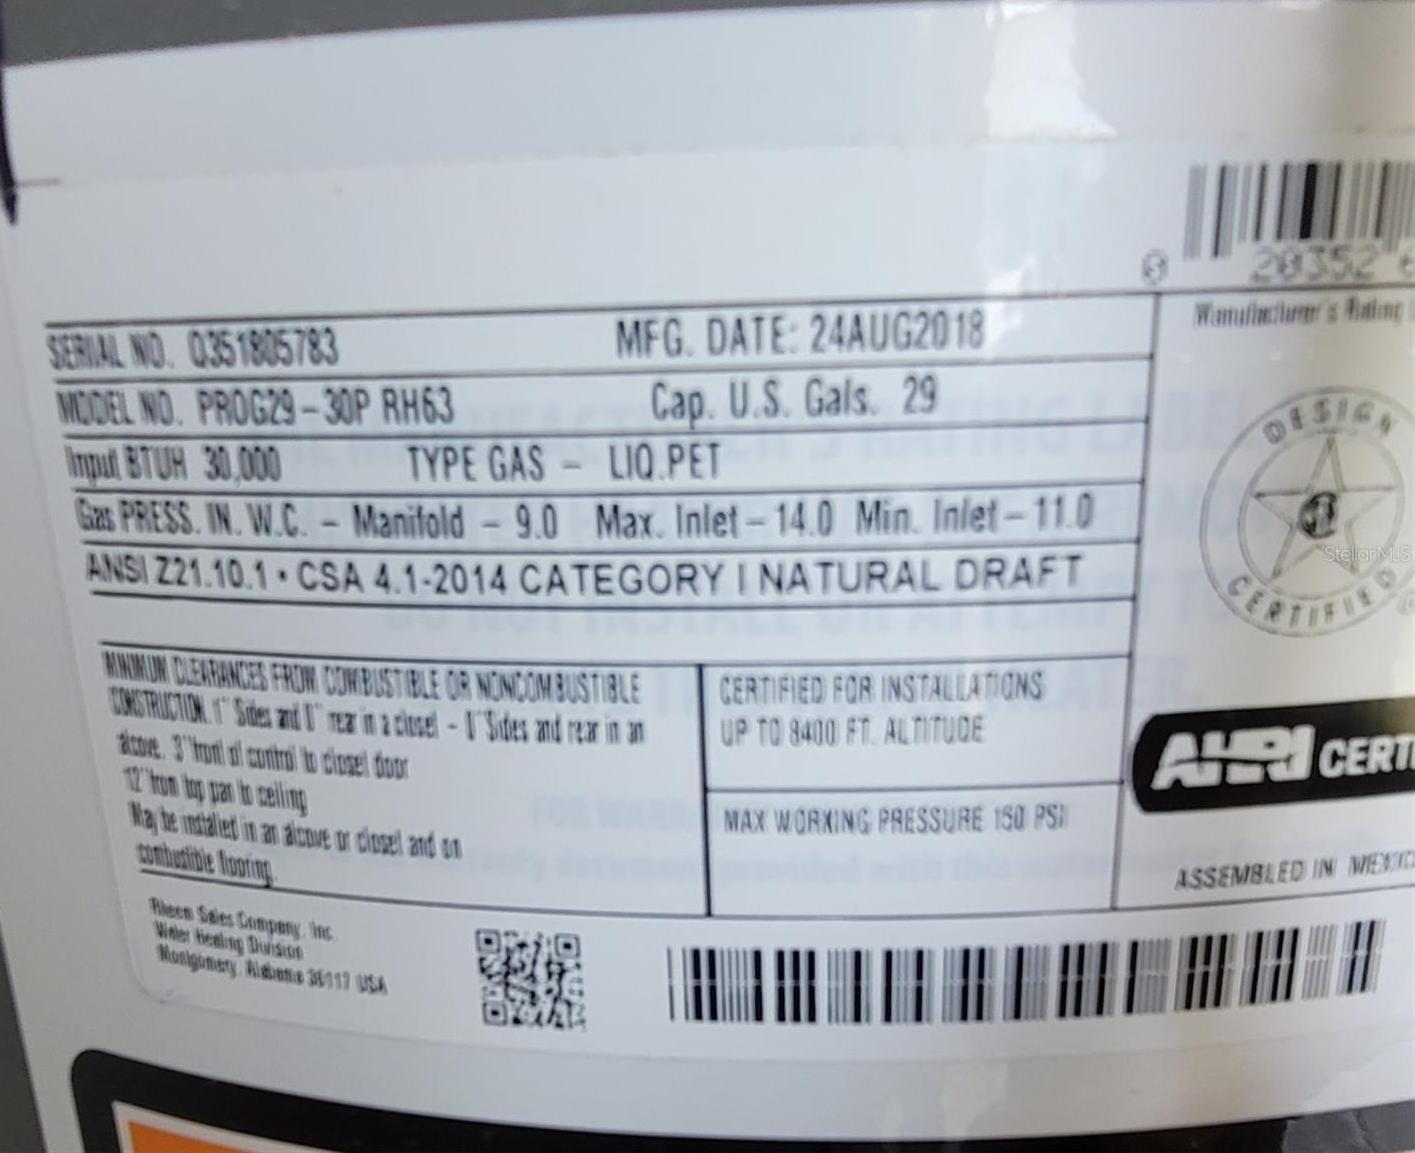 20352
Manufacturer's Rating
SERIAL NO. Q351805783 MFG. DATE: 24AUG2018
MODEL NO. PROG29-30P RH63 Cap. U.S. Gals. 29
Input BTUH 30,000 TYPE GAS - LIQ.PET
Gas PRESS. IN. W.C. - Manifold - 9.0 Max. Inlet - 14.0 Min. Inlet - 11.0
ANSI Z21.10.1 • CSA 4.1-2014 CATEGORY I NATURAL DRAFT
DESIGN
CERTIFIED
StellarMLS
MINIMUM CLEARANCES FROM COMBUSTIBLE OR NONCOMBUSTIBLE
CONSTRUCTION. 1" Sides and 0" rear in a closet - 0" Sides and rear in an
alcove. 3" front of control to closet door
12" from top pan to ceiling
May be installed in an alcove or closet and on
combustible flooring.
CERTIFIED FOR INSTALLATIONS
UP TO 8400 FT. ALTITUDE
MAX WORKING PRESSURE 150 PSI
AHRI CERTI
ASSEMBLED IN MEXIC
Rheem Sales Company, Inc.
Water Heating Division
Montgomery, Alabama 36117 USA